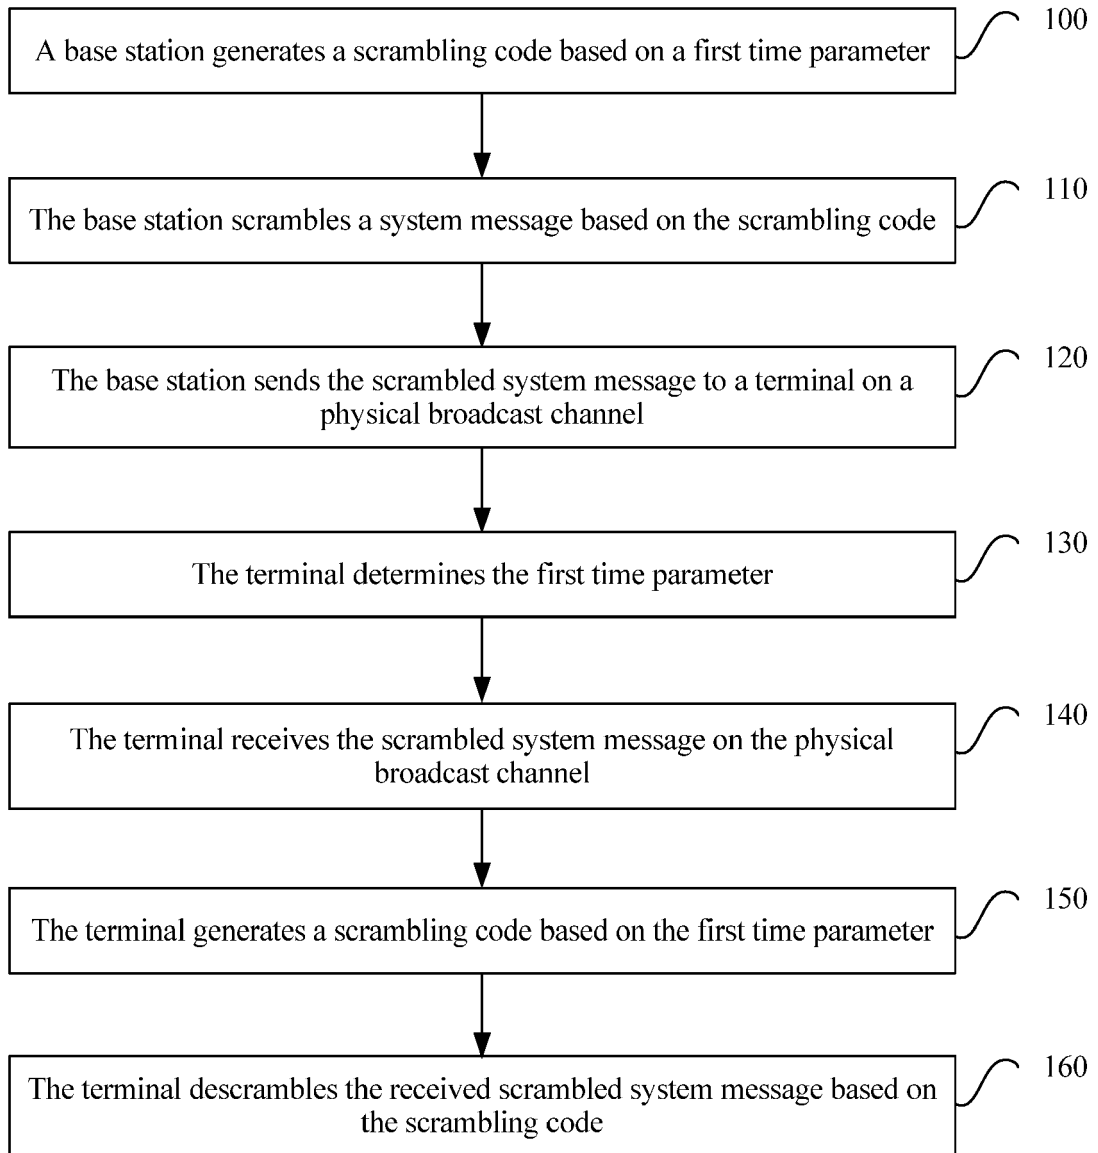 A base station generates a scrambling code based on a first time parameter
100
The base station scrambles a system message based on the scrambling code
110
The base station sends the scrambled system message to a terminal on a
physical broadcast channel
120
The terminal determines the first time parameter
130
The terminal receives the scrambled system message on the physical
broadcast channel
140
The terminal generates a scrambling code based on the first time parameter
150
The terminal descrambles the received scrambled system message based on
the scrambling code
160